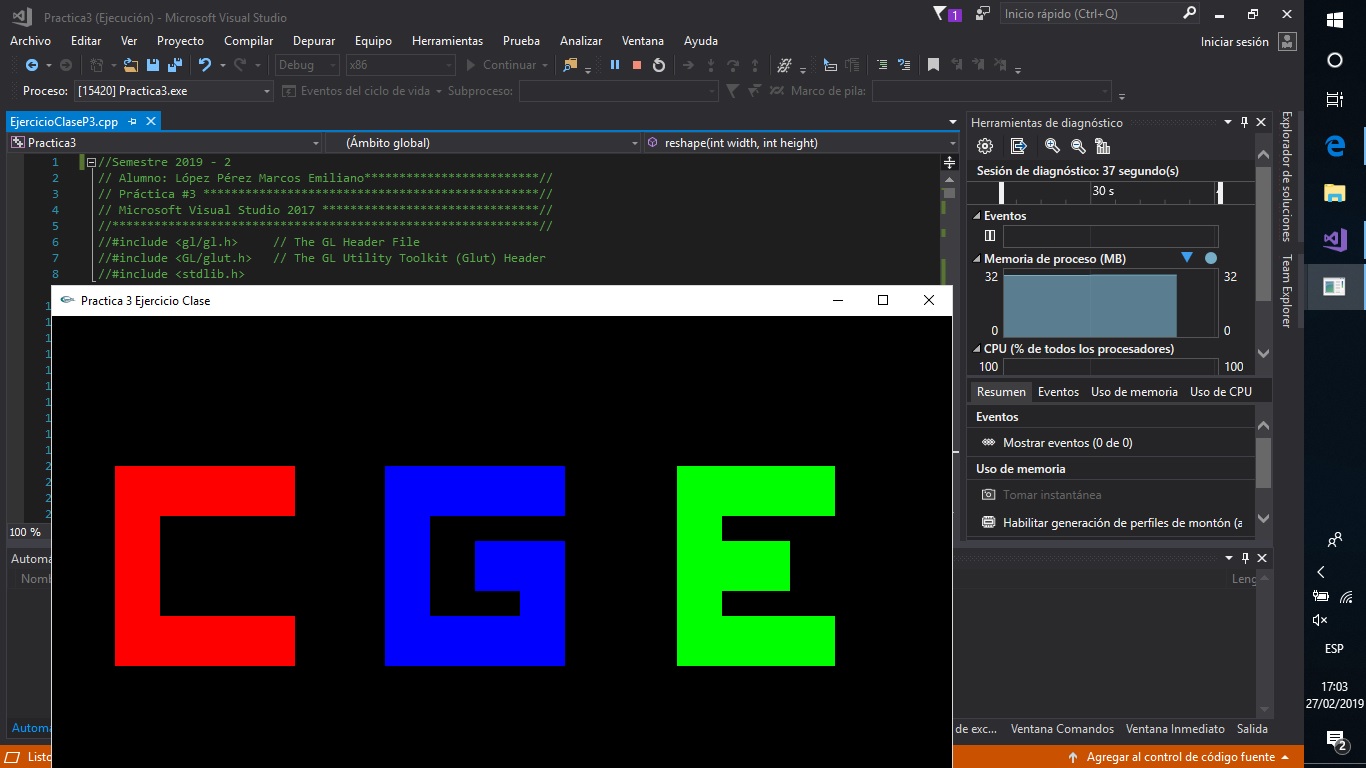 Practica3 (Ejecución) - Microsoft Visual Studio
1
Inicio rápido (Ctrl+Q)
Archivo Editar Ver Proyecto Compilar Depurar Equipo Herramientas Prueba Analizar Ventana Ayuda
Iniciar sesión
Debug x86 Continuar
Proceso: [15420] Practica3.exe Eventos del ciclo de vida Subproceso: Marco de pila:
EjercicioClaseP3.cpp
Practica3 (Ámbito global) reshape(int width, int height)
1 //Semestre 2019 - 2
2 // Alumno: López Pérez Marcos Emiliano*************************//
3 // Práctica #3 ************************************************//
4 // Microsoft Visual Studio 2017 *******************************//
5 //*************************************************************//
6 //#include <gl/gl.h> // The GL Header File
7 //#include <GL/glut.h> // The GL Utility Toolkit (Glut) Header
8 //#include <stdlib.h>
100 %
Practica 3 Ejercicio Clase
C G E
Herramientas de diagnóstico
Sesión de diagnóstico: 37 segundo(s)
30 s
Eventos
Memoria de proceso (MB)
32 32
0 0
CPU (% de todos los procesadores)
100 100
Resumen Eventos Uso de memoria Uso de CPU
Eventos
Mostrar eventos (0 de 0)
Uso de memoria
Tomar instantánea
Habilitar generación de perfiles de montón (a
Explorador de soluciones
Team Explorer
Automá
Nomb
Leng
Automá
de exc... Ventana Comandos Ventana Inmediato Salida
Listo
Agregar al control de código fuente
ESP
17:03
27/02/2019
2